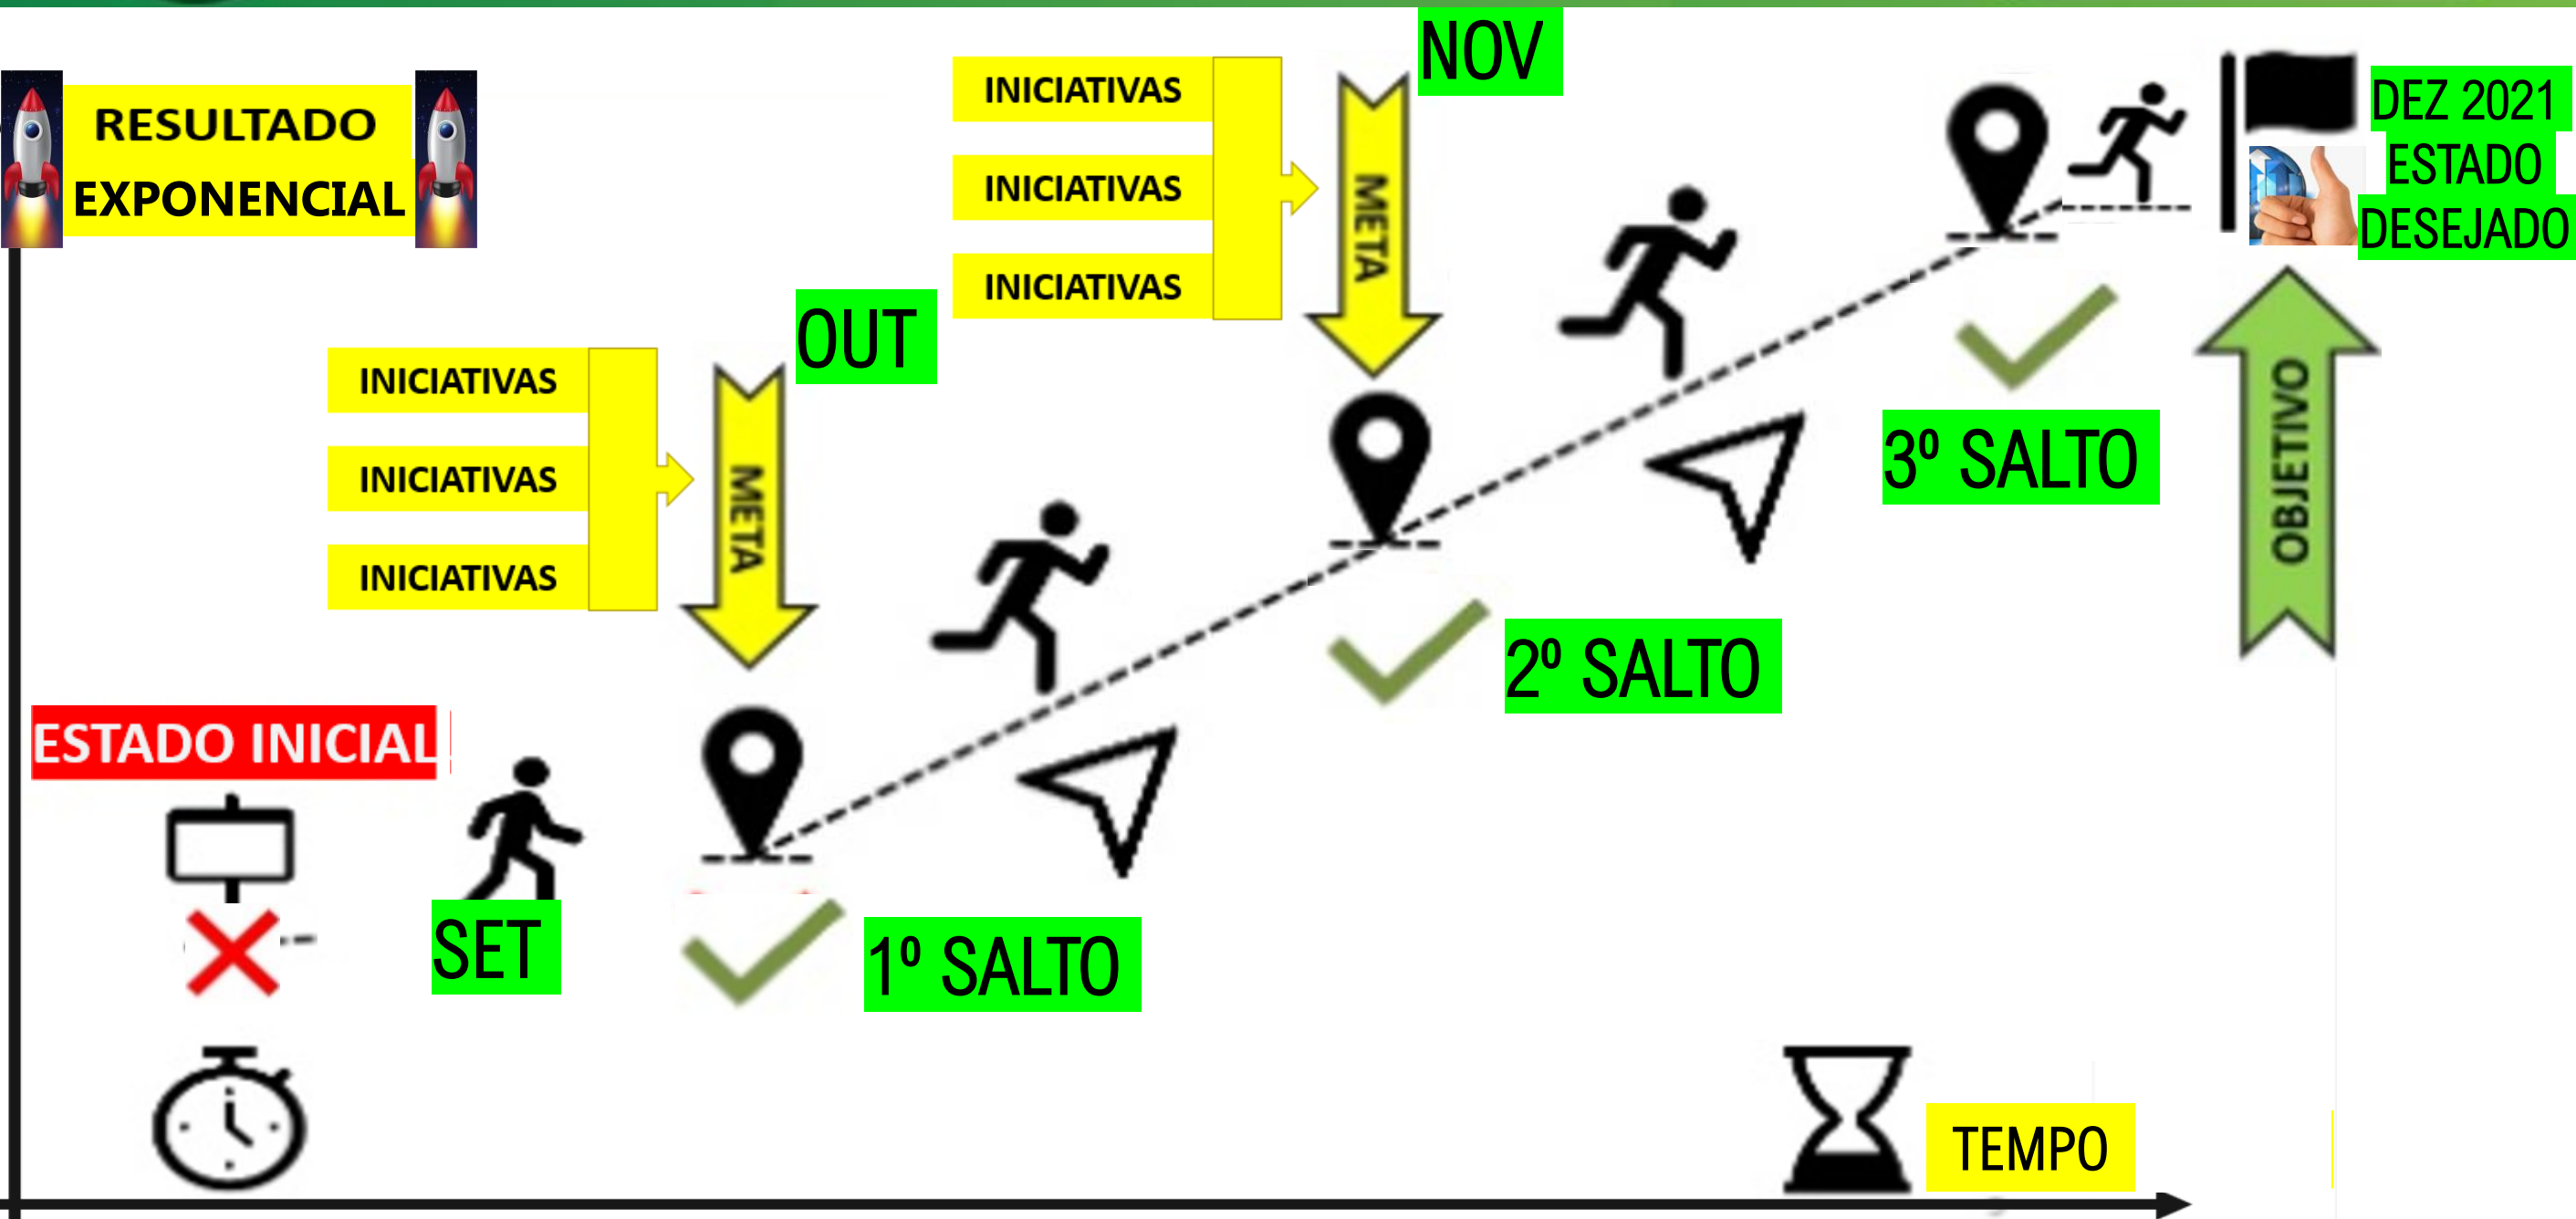 NOV
INICIATIVAS
INICIATIVAS
INICIATIVAS
META
RESULTADO
EXPONENCIAL
DEZ 2021
ESTADO
DESEJADO
OUT
INICIATIVAS
INICIATIVAS
INICIATIVAS
META
3º SALTO
OBJETIVO
2º SALTO
ESTADO INICIAL
SET
1º SALTO
TEMPO